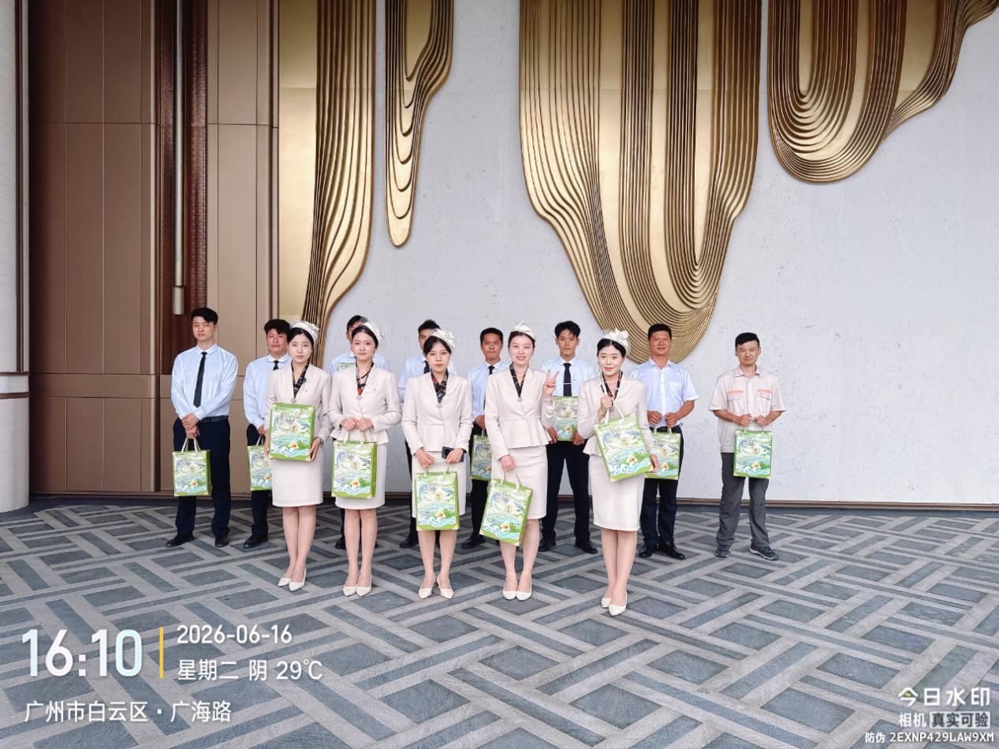 16:10
2026-06-16
星期二 阴 29℃
广州市白云区·广海路
今日水印
相机 真实可验
防伪 2EXNP429LAW9XM